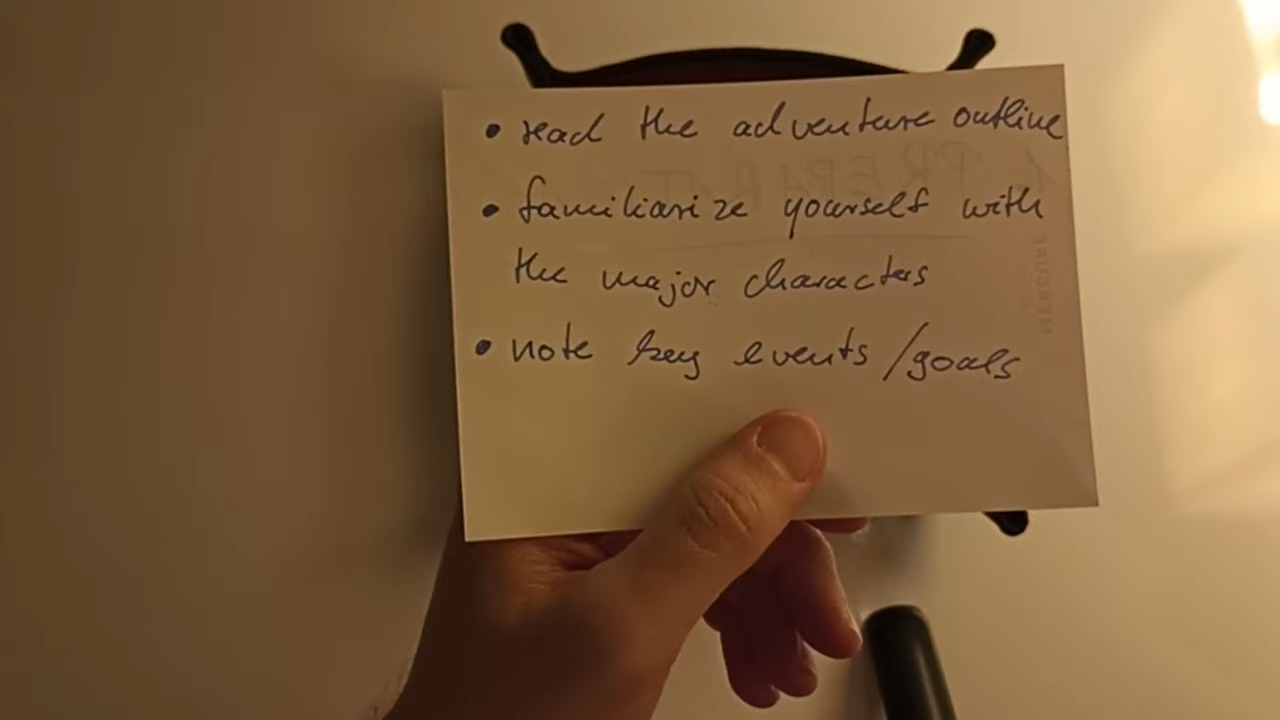 • read the adventure outline
• familiarize yourself with
the major characters
• note key events/goals